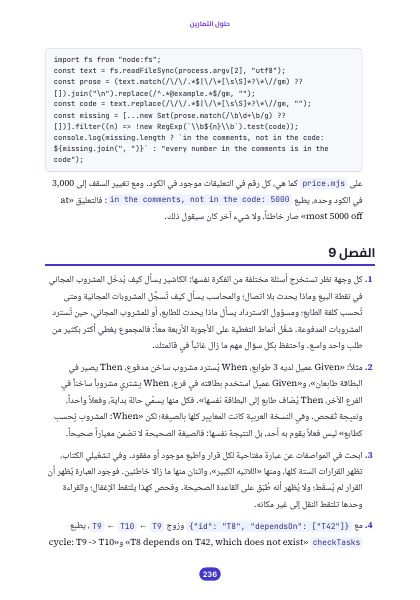 حلول التمارين
import fs from "node:fs";
const text = fs.readFileSync(process.argv[2], "utf8");
const prose = (text.match(/\/\/.*$|\/\*[\s\S]*?\*\//gm) ??
[]).join("\n").replace(/^.*@example.*$/gm, "");
const code = text.replace(/\/\/.*$|\/\*[\s\S]*?\*\//gm, "");
const missing = [...new Set(prose.match(/\b\d+\b/g) ??
[])].filter((n) => !new RegExp(`\\b${n}\\b`).test(code));
console.log(missing.length ? `in the comments, not in the code:
${missing.join(", ")}` : "every number in the comments is in the
code");
على price.mjs كما هي، كل رقم في التعليقات موجود في الكود. ومع تغيير السقف إلى 3,000
في الكود وحده، يطبع in the comments, not in the code: 5000 : فالتعليق «at
most 5000 off» صار خاطئاً، ولا شيء آخر كان سيقول ذلك.
الفصل 9
1. كل وجهة نظر تستخرج أسئلة مختلفة من الفكرة نفسها: الكاشير يسأل كيف يُدخَل المشروب المجاني
في نقطة البيع وماذا يحدث بلا اتصال؛ والمحاسب يسأل كيف تُسجَّل المشروبات المجانية ومتى
تُحسب كلفة الطابع؛ ومسؤول الاسترداد يسأل ماذا يحدث للطابع، أو للمشروب المجاني، حين تُسترد
المشروبات المدفوعة. شغّل أنماط التغطية على الأجوبة الأربعة معاً: فالمجموع يغطي أكثر بكثير من
طلب واحد واسع. واحتفظ بكل سؤال مهم ما زال غائباً في قائمتك.
2. مثلاً: «Given عميل لديه 3 طوابع، When يُسترد مشروب ساخن مدفوع، Then يصير في
البطاقة طابعان»، و«Given عميل استخدم بطاقته في فرع، When يشتري مشروباً ساخناً في
الفرع الآخر، Then يُضاف طابع إلى البطاقة نفسها». فكل منها يسمّي حالة بداية، وفعلاً واحداً،
ونتيجة تُفحص. وفي النسخة العربية كانت المعايير كلها بالصيغة؛ لكن «When: المشروب يُحسب
كطابع» ليس فعلاً يقوم به أحد، بل النتيجة نفسها: فالصيغة الصحيحة لا تضمن معياراً صحيحاً.
3. ابحث في المواصفات عن عبارة مفتاحية لكل قرار واطبع موجود أو مفقود. وفي تشغيلي الكتاب،
تظهر القرارات الستة كلها، ومنها «اللاتيه الكبير»، واثنان منها ما زالا خاطئين. فوجود العبارة يُظهر أن
القرار لم يُسقَط؛ ولا يُظهر أنه طُبّق على القاعدة الصحيحة. وفحص كهذا يلتقط الإغفال؛ والقراءة
وحدها تلتقط النقل إلى غير مكانه.
4. مع {"id": "T8", "dependsOn": ["T42"]} وزوج T9 ← T10 ← T9 ، يطبع
checkTasks «T8 depends on T42, which does not exist» و«cycle: T9 -> T10
236